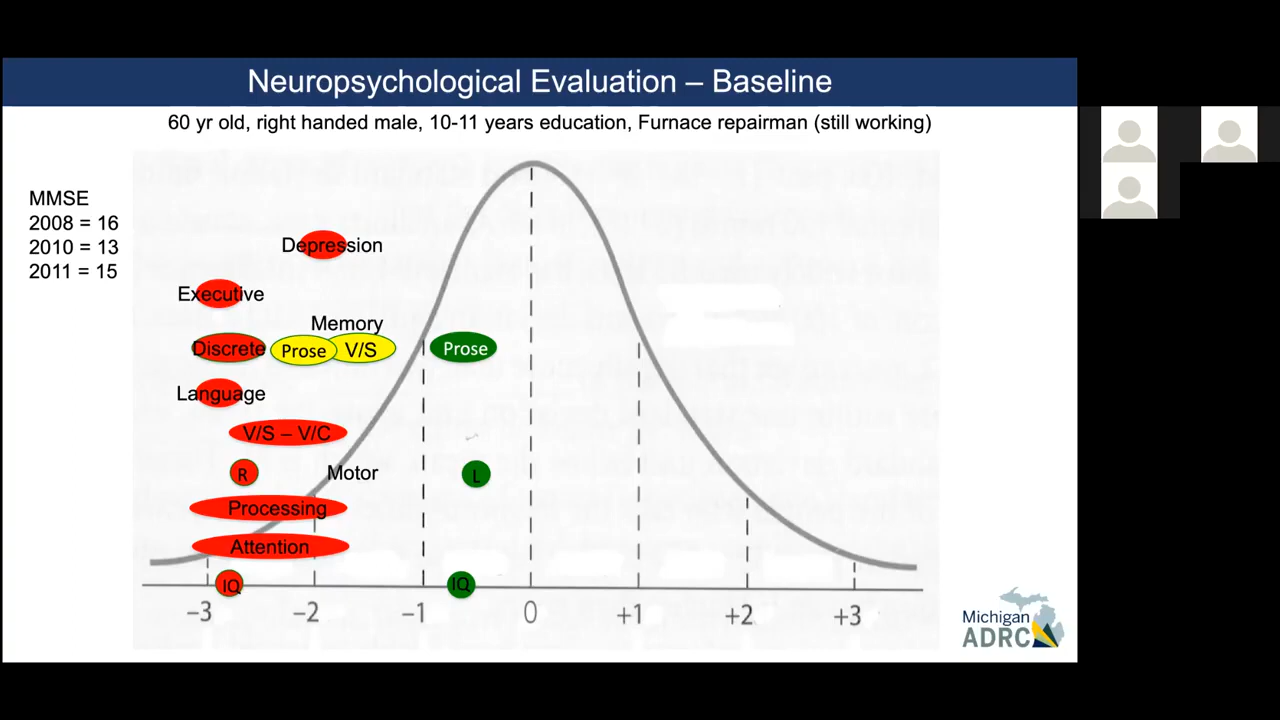 Neuropsychological Evaluation – Baseline
60 yr old, right handed male, 10-11 years education, Furnace repairman (still working)
MMSE
2008 = 16
2010 = 13
2011 = 15
Depression
Executive
Memory
Discrete Prose V/S Prose
Language
V/S – V/C
R Motor L
Processing
Attention
IQ IQ
–3 –2 –1 0 +1 +2 +3
Michigan
ADRC